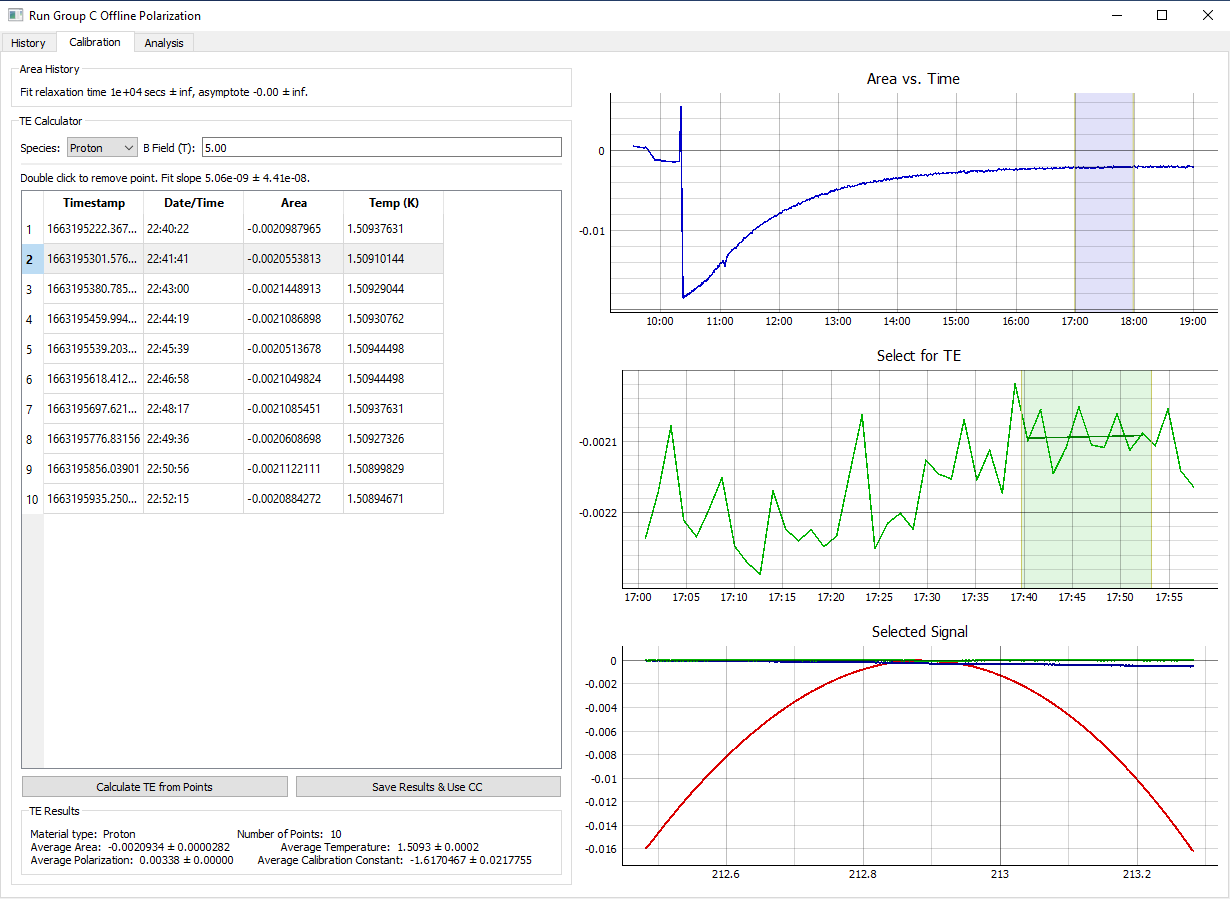 Run Group C Offline Polarization
History Calibration Analysis
Area History
Fit relaxation time 1e+04 secs ± inf, asymptote -0.00 ± inf.
TE Calculator
Species: Proton B Field (T): 5.00
Double click to remove point. Fit slope 5.06e-09 ± 4.41e-08.
Timestamp Date/Time Area Temp (K)
1 1663195222.367... 22:40:22 -0.0020987965 1.50937631
2 1663195301.576... 22:41:41 -0.0020553813 1.50910144
3 1663195380.785... 22:43:00 -0.0021448913 1.50929044
4 1663195459.994... 22:44:19 -0.0021086898 1.50930762
5 1663195539.203... 22:45:39 -0.0020513678 1.50944498
6 1663195618.412... 22:46:58 -0.0021049824 1.50944498
7 1663195697.621... 22:48:17 -0.0021085451 1.50937631
8 1663195776.83156 22:49:36 -0.0020608698 1.50927326
9 1663195856.03901 22:50:56 -0.0021122111 1.50899829
10 1663195935.250... 22:52:15 -0.0020884272 1.50894671
Calculate TE from Points Save Results & Use CC
TE Results
Material type: Proton Number of Points: 10
Average Area: -0.0020934 ± 0.0000282 Average Temperature: 1.5093 ± 0.0002
Average Polarization: 0.00338 ± 0.00000 Average Calibration Constant: -1.6170467 ± 0.0217755
Area vs. Time
0
-0.01
10:00 11:00 12:00 13:00 14:00 15:00 16:00 17:00 18:00 19:00
Select for TE
-0.0021
-0.0022
17:00 17:05 17:10 17:15 17:20 17:25 17:30 17:35 17:40 17:45 17:50 17:55
Selected Signal
0
-0.002
-0.004
-0.006
-0.008
-0.01
-0.012
-0.014
-0.016
212.6 212.8 213 213.2